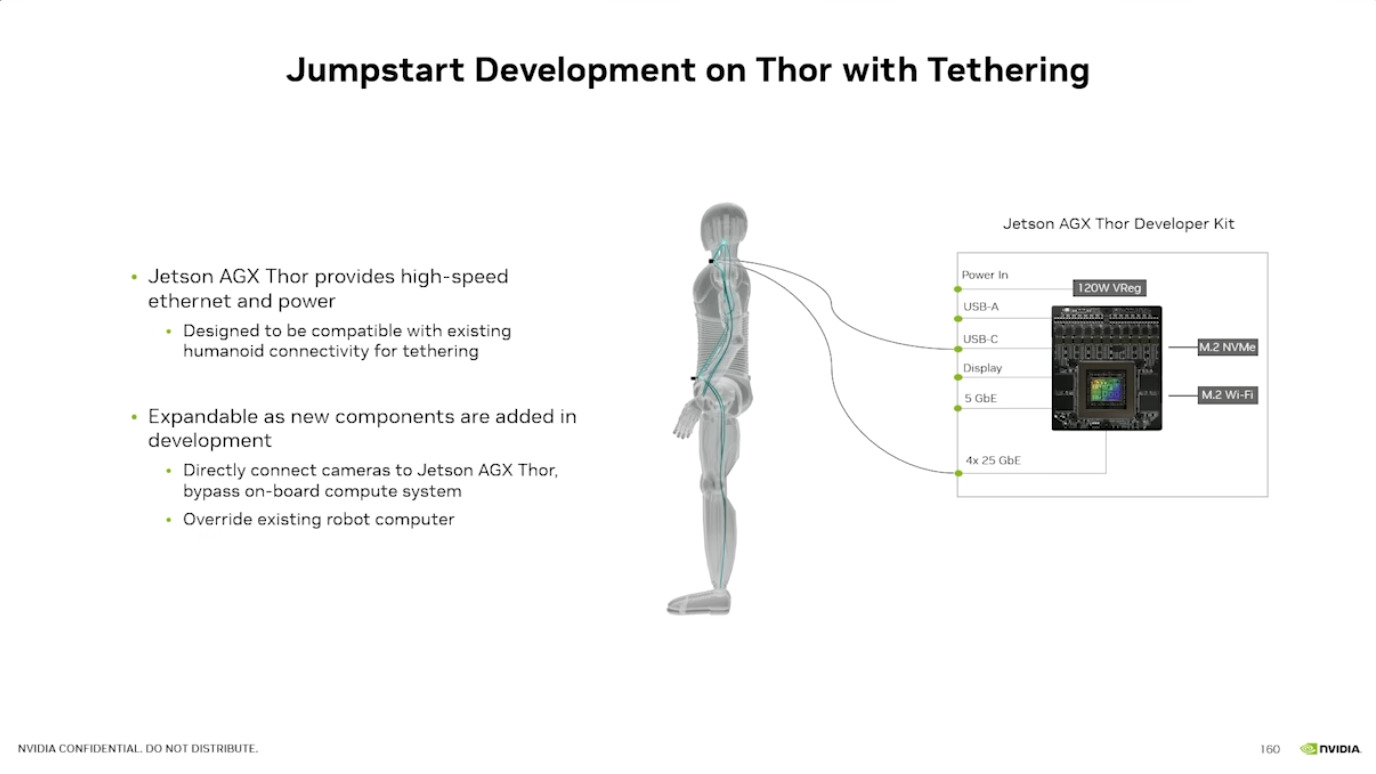 Jumpstart Development on Thor with Tethering
• Jetson AGX Thor provides high-speed
ethernet and power
• Designed to be compatible with existing
humanoid connectivity for tethering
• Expandable as new components are added in
development
• Directly connect cameras to Jetson AGX Thor,
bypass on-board compute system
• Override existing robot computer
Jetson AGX Thor Developer Kit
Power In
120W VReg
USB-A
USB-C
M.2 NVMe
Display
M.2 Wi-Fi
5 GbE
4x 25 GbE
NVIDIA CONFIDENTIAL. DO NOT DISTRIBUTE.
160
NVIDIA.